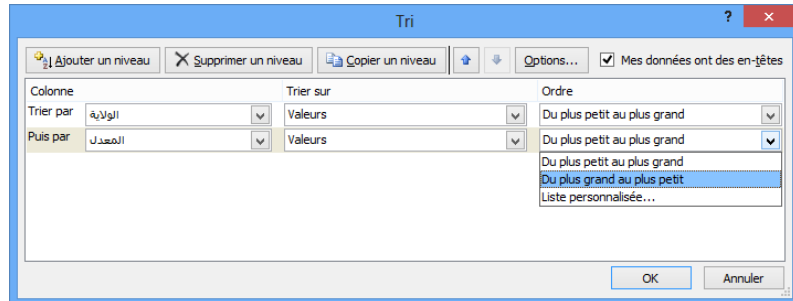 Tri
Ajouter un niveau Supprimer un niveau Copier un niveau Options... Mes données ont des en-têtes
Colonne Trier sur Ordre
Trier par الولاية Valeurs Du plus petit au plus grand
Puis par المعدل Valeurs Du plus petit au plus grand
Du plus petit au plus grand
Du plus grand au plus petit
Liste personnalisée...
OK Annuler